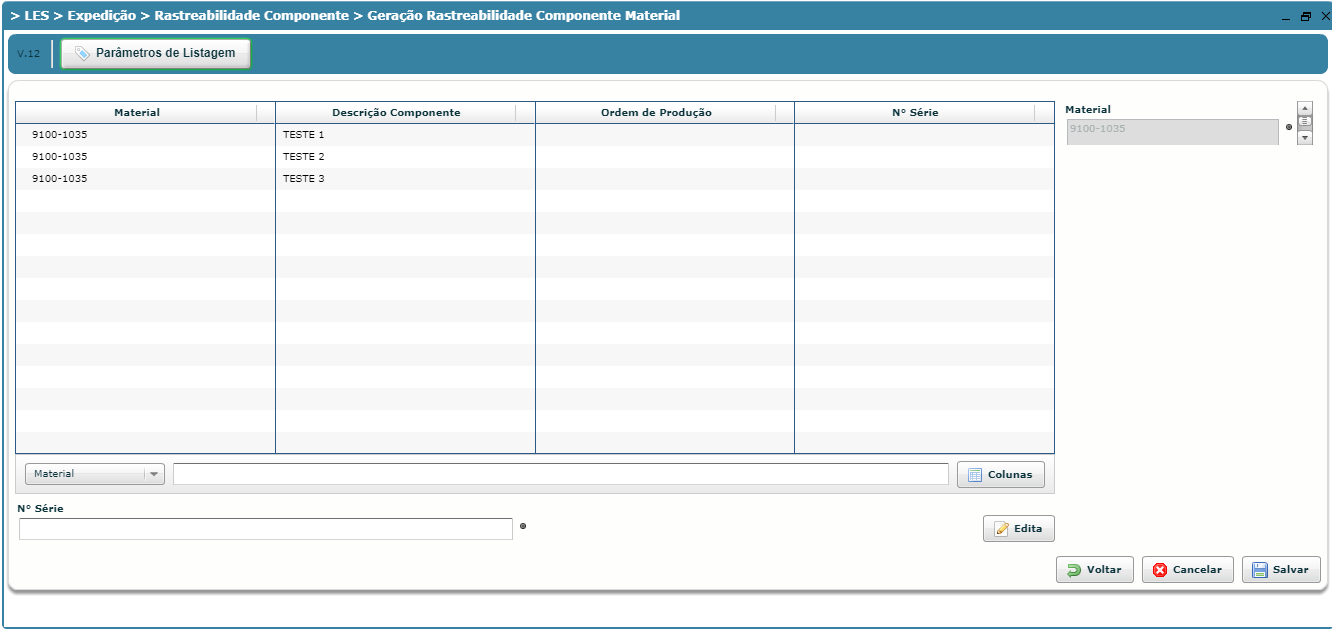 > LES > Expedição > Rastreabilidade Componente > Geração Rastreabilidade Componente Material
V.12 Parâmetros de Listagem
Material Descrição Componente Ordem de Produção N° Série
9100-1035 TESTE 1
9100-1035 TESTE 2
9100-1035 TESTE 3
Material
9100-1035
Material Colunas
N° Série
Edita
Voltar Cancelar Salvar